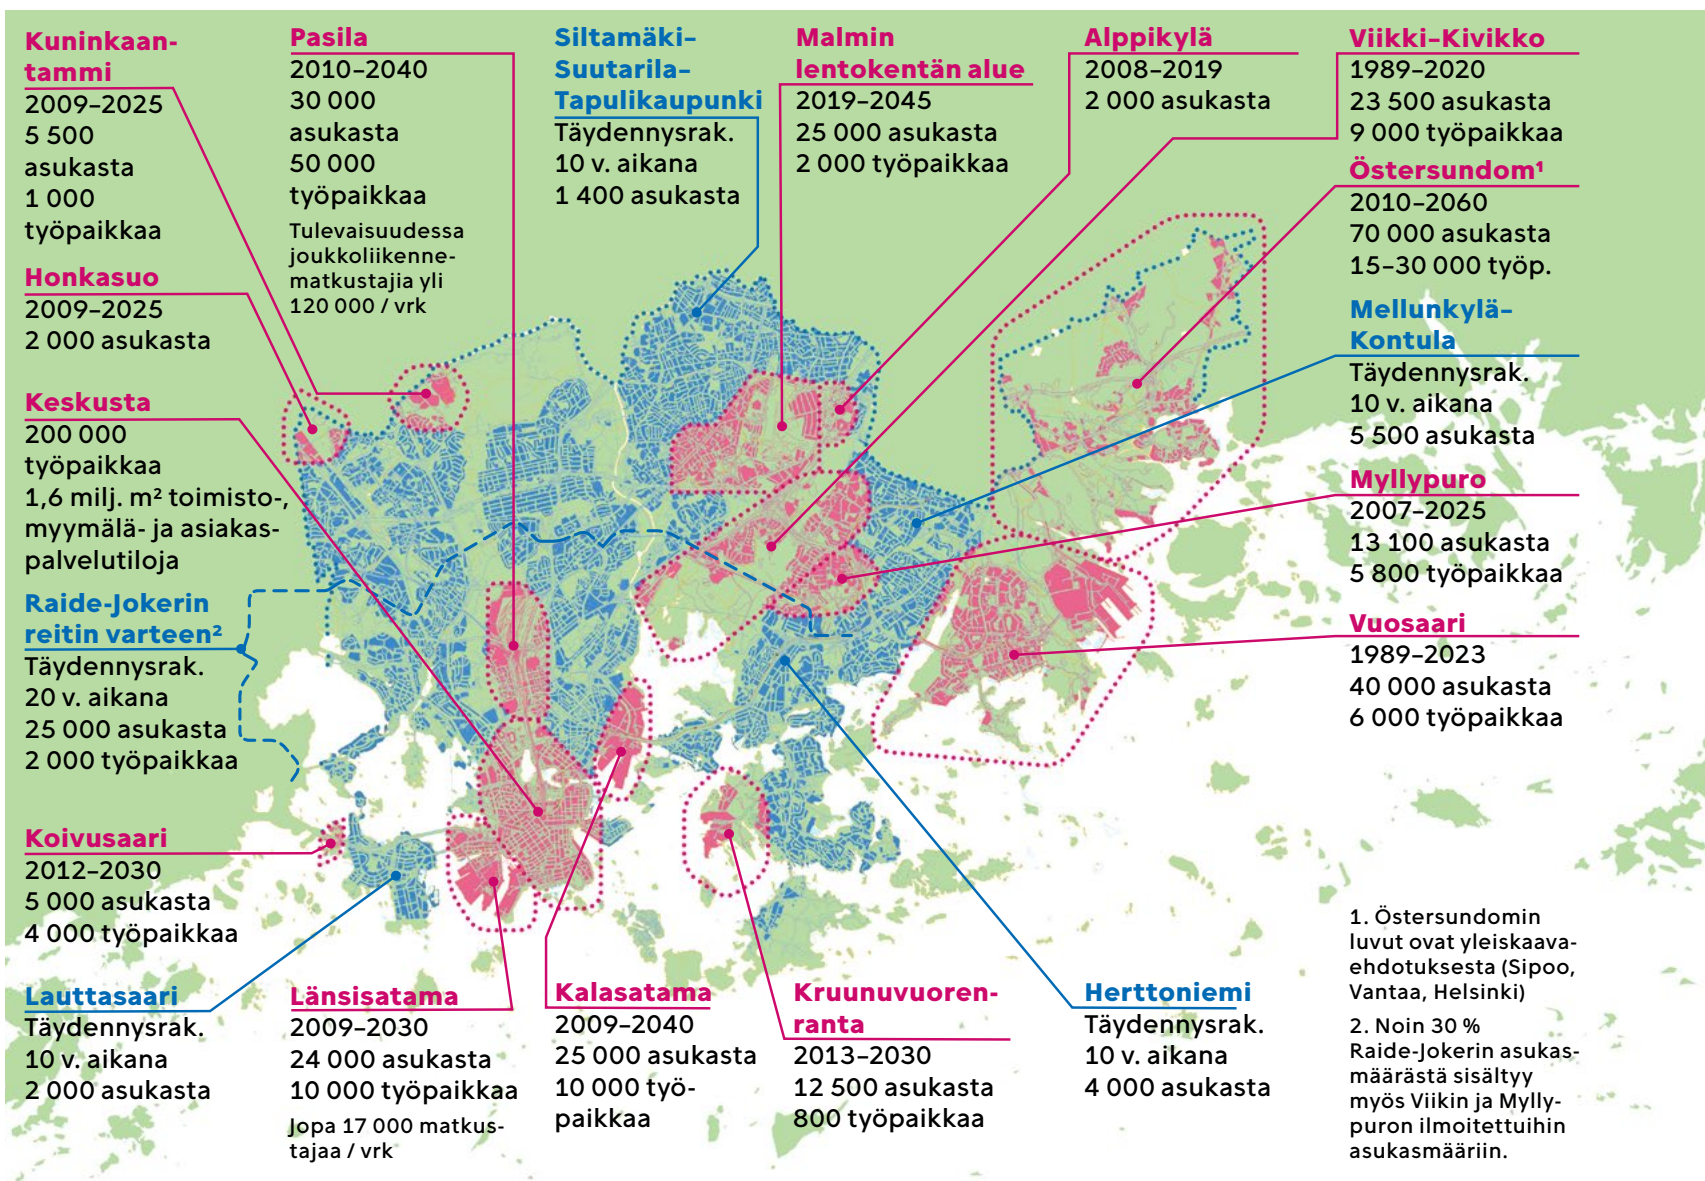 Kuninkaan-
tammi
2009–2025
5 500
asukasta
1 000
työpaikkaa
Honkasuo
2009–2025
2 000 asukasta
Keskusta
200 000
työpaikkaa
1,6 milj. m² toimisto-,
myymälä- ja asiakas-
palvelutiloja
Raide-Jokerin
reitin varteen²
Täydennysrak.
20 v. aikana
25 000 asukasta
2 000 työpaikkaa
Koivusaari
2012–2030
5 000 asukasta
4 000 työpaikkaa
Lauttasaari
Täydennysrak.
10 v. aikana
2 000 asukasta
Pasila
2010–2040
30 000
asukasta
50 000
työpaikkaa
Tulevaisuudessa
joukkoliikenne-
matkustajia yli
120 000 / vrk
Siltamäki–
Suutarila–
Tapulikaupunki
Täydennysrak.
10 v. aikana
1 400 asukasta
Malmin
lentokentän alue
2019–2045
25 000 asukasta
2 000 työpaikkaa
Alppikylä
2008–2019
2 000 asukasta
Viikki–Kivikko
1989–2020
23 500 asukasta
9 000 työpaikkaa
Östersundom¹
2010–2060
70 000 asukasta
15–30 000 työp.
Mellunkylä–
Kontula
Täydennysrak.
10 v. aikana
5 500 asukasta
Myllypuro
2007–2025
13 100 asukasta
5 800 työpaikkaa
Vuosaari
1989–2023
40 000 asukasta
6 000 työpaikkaa
Länsisatama
2009–2030
24 000 asukasta
10 000 työpaikkaa
Jopa 17 000 matkus-
tajaa / vrk
Kalasatama
2009–2040
25 000 asukasta
10 000 työ-
paikkaa
Kruunuvuoren-
ranta
2013–2030
12 500 asukasta
800 työpaikkaa
Herttoniemi
Täydennysrak.
10 v. aikana
4 000 asukasta
1. Östersundomin
luvut ovat yleiskaava-
ehdotuksesta (Sipoo,
Vantaa, Helsinki)
2. Noin 30 %
Raide-Jokerin asukas-
määrästä sisältyy
myös Viikin ja Mylly-
puron ilmoitettuihin
asukasmääriin.